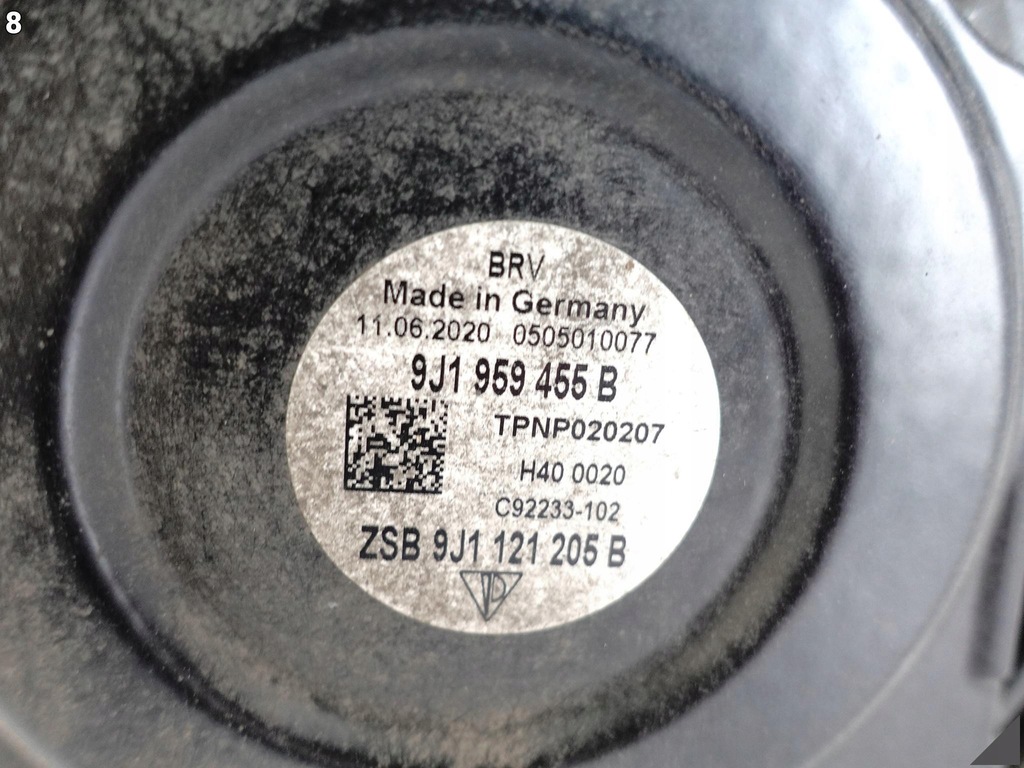 8
BRV
Made in Germany
11.06.2020 0505010077
9J1 959 455 B
TPNP020207
H40 0020
C92233-102
ZSB 9J1 121 205 B